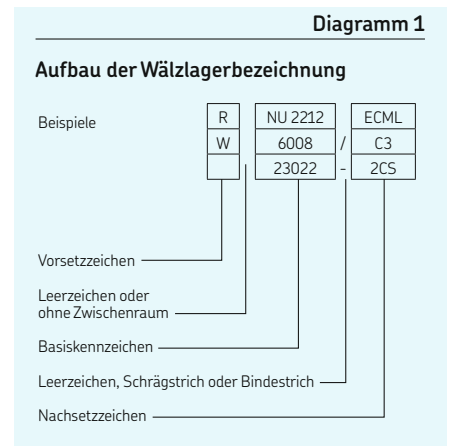 Diagramm 1
Aufbau der Wälzlagerbezeichnung
Beispiele R NU 2212 ECML
W 6008 / C3
23022 - 2CS
Vorsetzzeichen
Leerzeichen oder
ohne Zwischenraum
Basiskennzeichen
Leerzeichen, Schrägstrich oder Bindestrich
Nachsetzzeichen